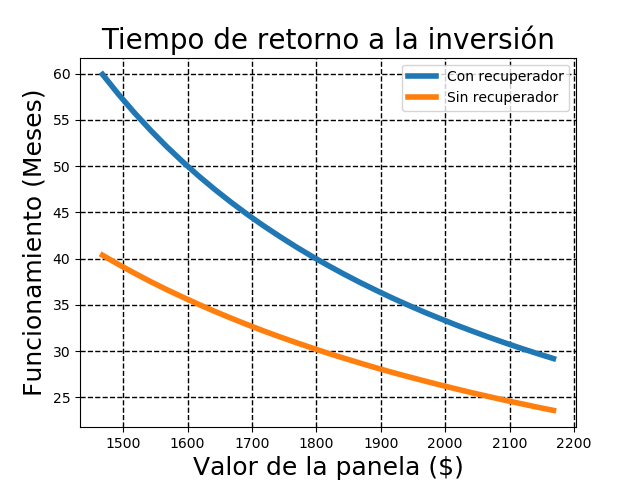 Tiempo de retorno a la inversión
Con recuperador
Sin recuperador
Funcionamiento (Meses)
60
55
50
45
40
35
30
25
1500 1600 1700 1800 1900 2000 2100 2200
Valor de la panela ($)